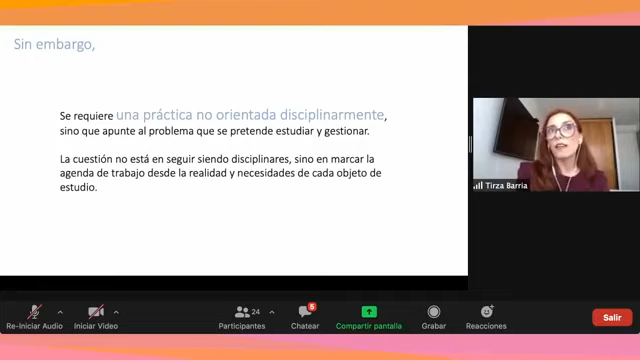 Sin embargo,
Se requiere una práctica no orientada disciplinarmente,
sino que apunte al problema que se pretende estudiar y gestionar.
La cuestión no está en seguir siendo disciplinares, sino en marcar la
agenda de trabajo desde la realidad y necesidades de cada objeto de
estudio.
Tirza Barria
24
5
Re-Iniciar Audio
Iniciar Video
Participantes
Chatear
Compartir pantalla
Grabar
Reacciones
Salir